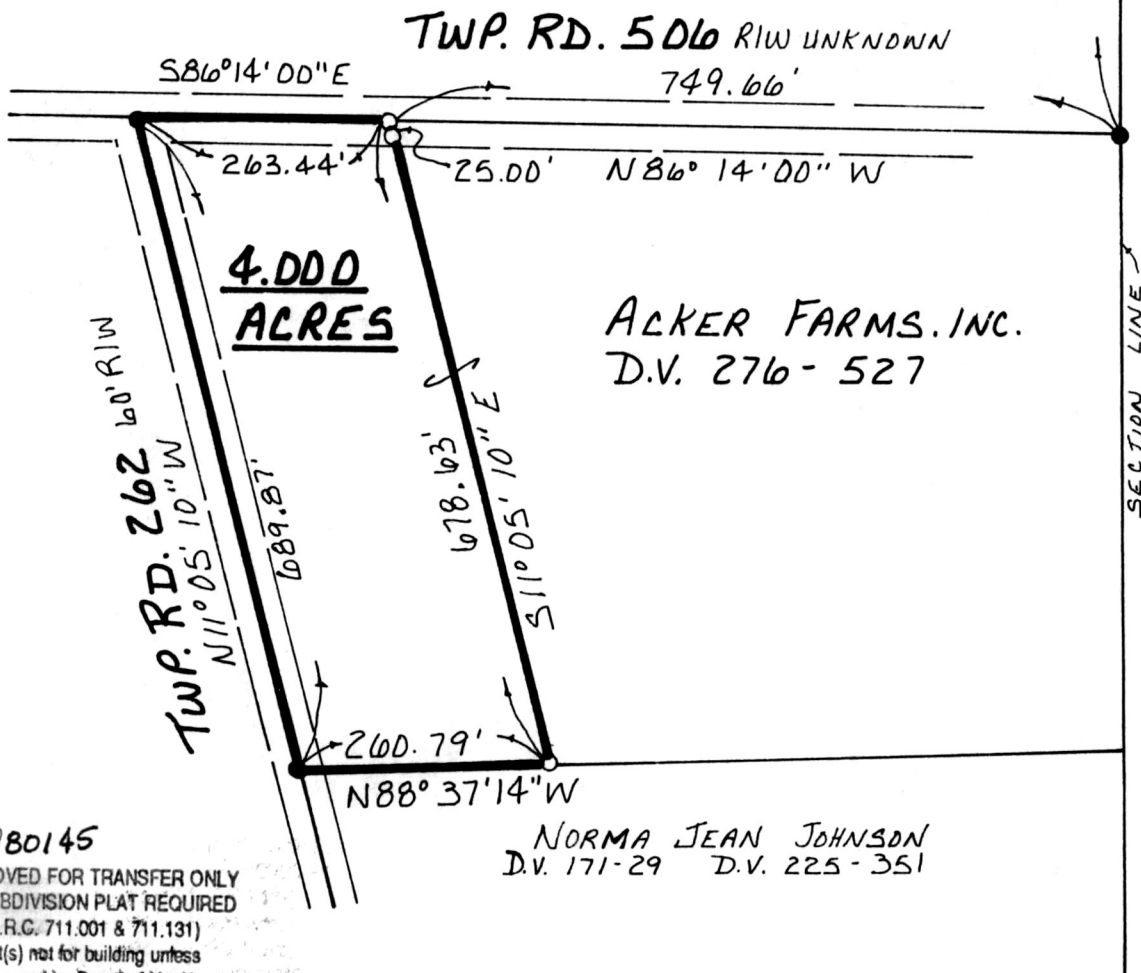 TWP. RD. 506 R/W UNKNOWN
S86°14'00"E
749.66'
263.44'
25.00'
N86°14'00" W
4.000
ACRES
ACKER FARMS. INC.
D.V. 276-527
SECTION LINE
TWP. RD. 262 60' R/W
N11°05'10"W
689.87'
678.63'
S11°05'10" E
260.79'
N88°37'14"W
NORMA JEAN JOHNSON
D.V. 171-29 D.V. 225-351
80145
OVED FOR TRANSFER ONLY
BDIVISION PLAT REQUIRED
.R.C. 711.001 & 711.131)
t(s) not for building unless